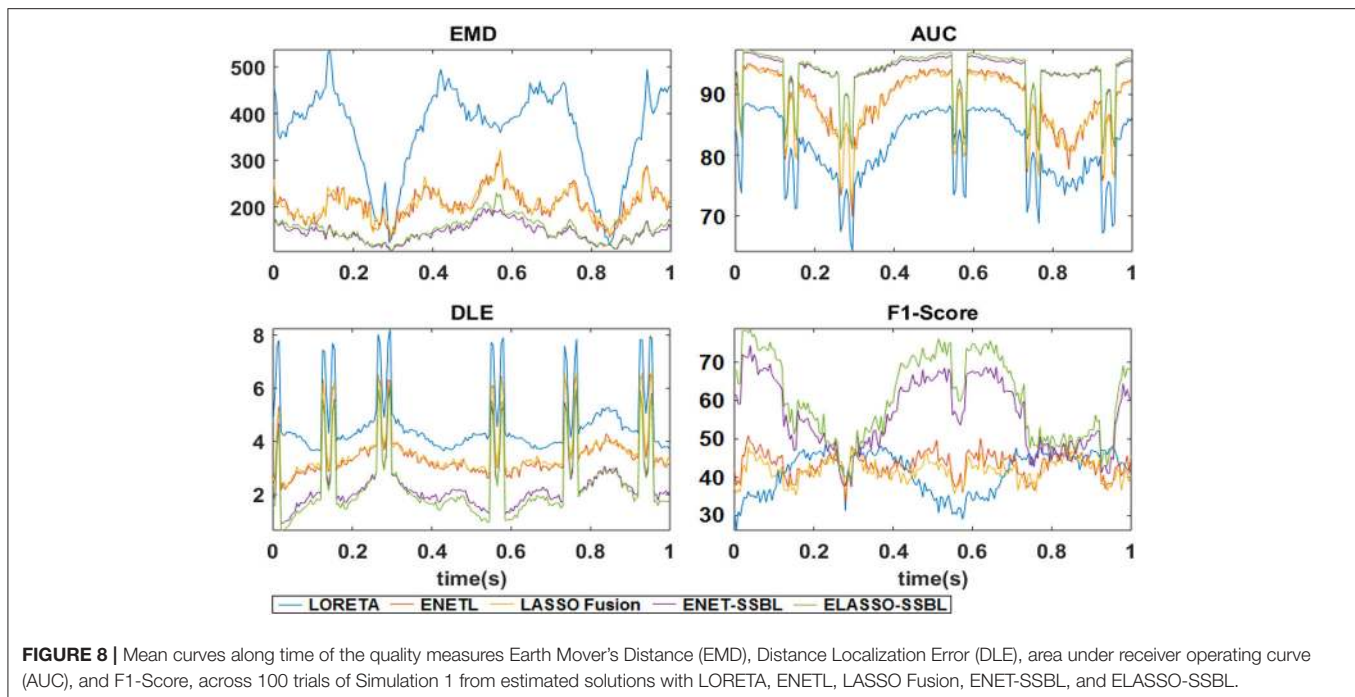 EMD
500
400
300
200
0 0.2 0.4 0.6 0.8 1
AUC
90
80
70
0 0.2 0.4 0.6 0.8 1
DLE
8
6
4
2
0 0.2 0.4 0.6 0.8 1
time(s)
F1-Score
70
60
50
40
30
0 0.2 0.4 0.6 0.8 1
time(s)
LORETA ENETL LASSO Fusion ENET-SSBL ELASSO-SSBL
FIGURE 8 | Mean curves along time of the quality measures Earth Mover's Distance (EMD), Distance Localization Error (DLE), area under receiver operating curve
(AUC), and F1-Score, across 100 trials of Simulation 1 from estimated solutions with LORETA, ENETL, LASSO Fusion, ENET-SSBL, and ELASSO-SSBL.